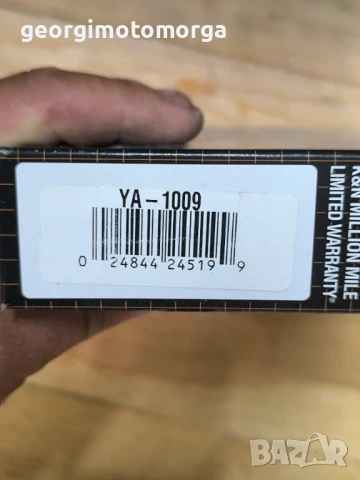 georgimotomorga
YA-1009
0 24844 24519 9
K&N MILLION MILE
LIMITED WARRANTY®
BAZAR